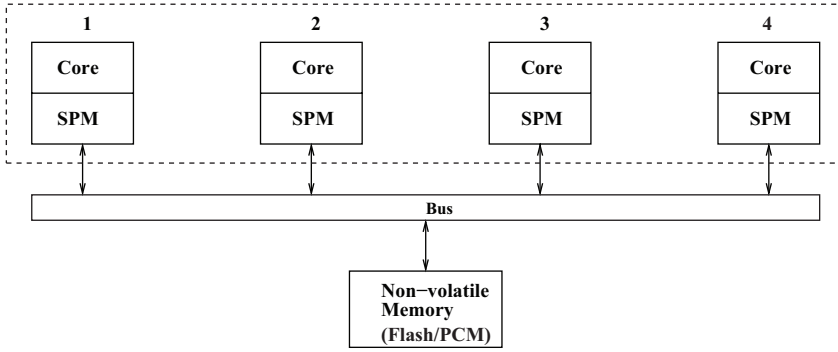 1 2 3 4
Core Core Core Core
SPM SPM SPM SPM
Bus
Non−volatile
Memory
(Flash/PCM)